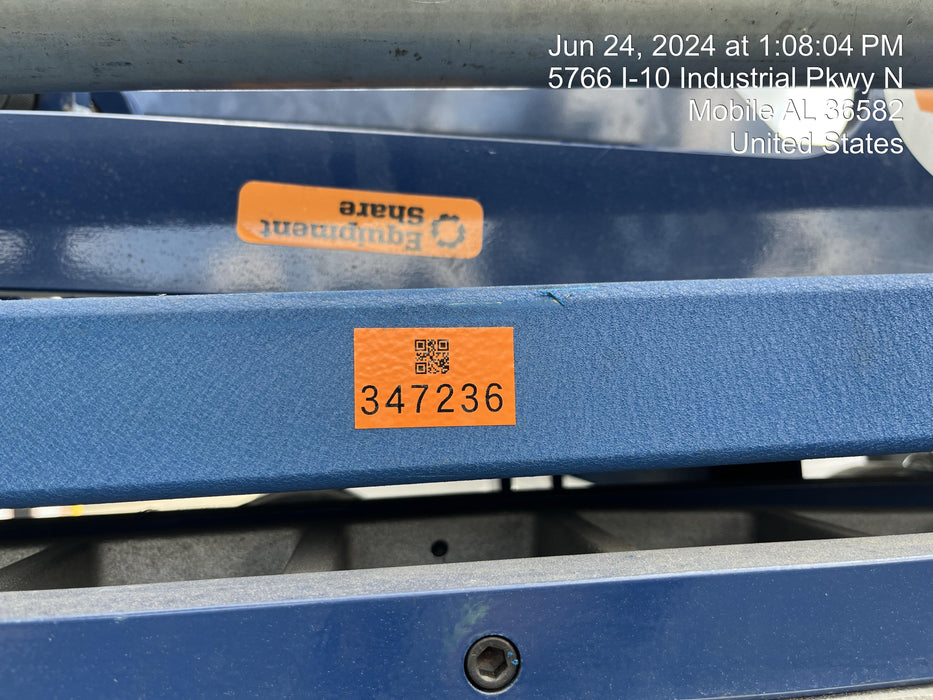 Jun 24, 2024 at 1:08:04 PM
5766 I-10 Industrial Pkwy N
Mobile AL 36582
United States
Equipment
Share
347236